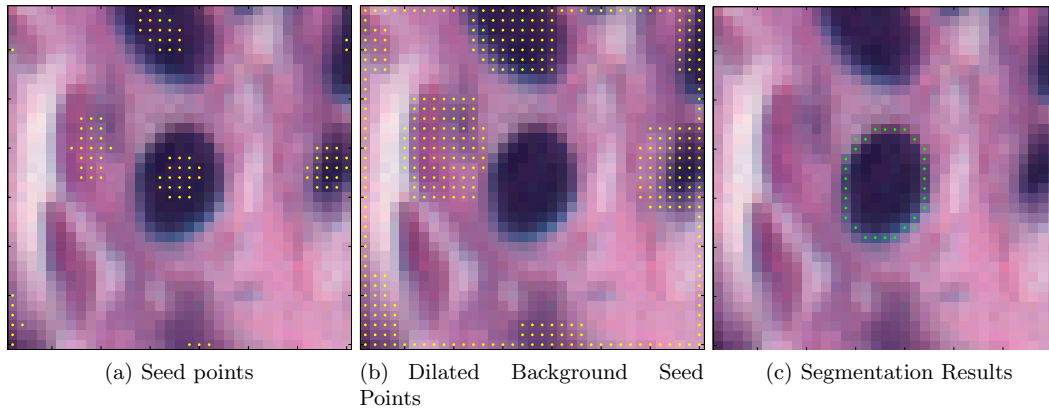 (a) Seed points
(b) Dilated Background Seed
Points
(c) Segmentation Results